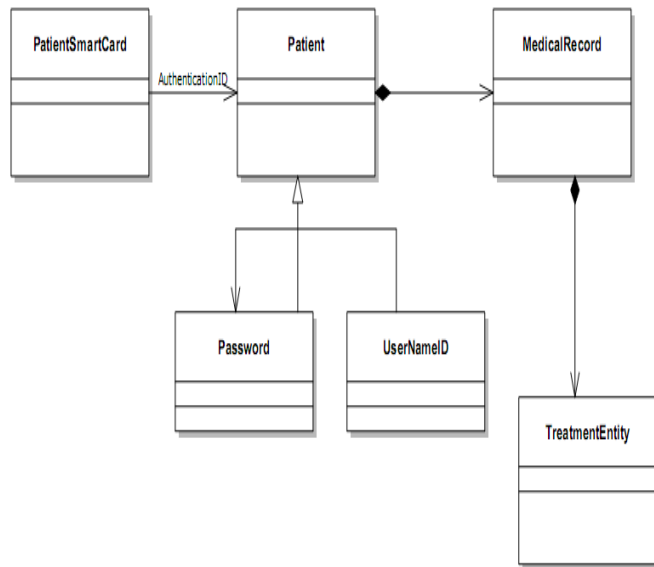 PatientSmartCard
Patient
MedicalRecord
AuthenticationID
Password
UserNameID
TreatmentEntity